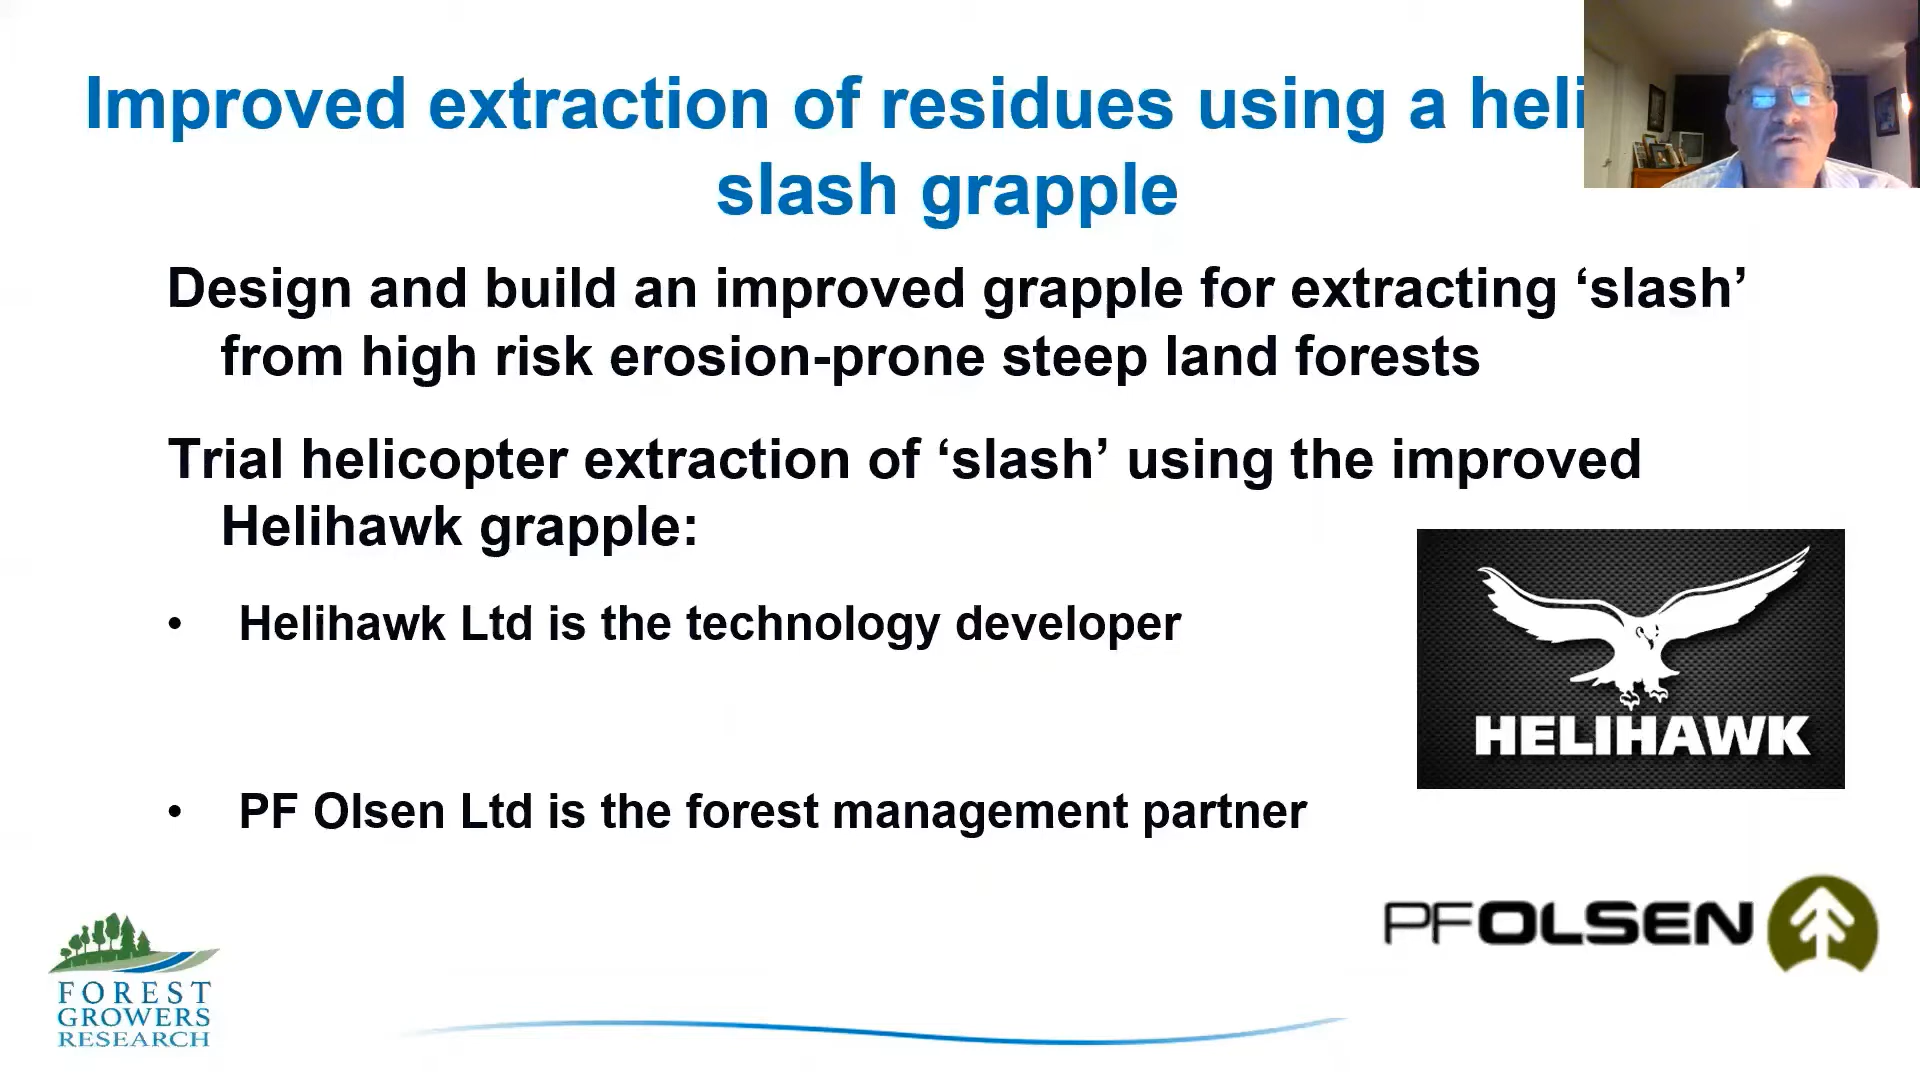 Improved extraction of residues using a heli
slash grapple
Design and build an improved grapple for extracting ‘slash’
from high risk erosion-prone steep land forests
Trial helicopter extraction of ‘slash’ using the improved
Helihawk grapple:
• Helihawk Ltd is the technology developer
HELIHAWK
• PF Olsen Ltd is the forest management partner
PF OLSEN
FOREST
GROWERS
RESEARCH